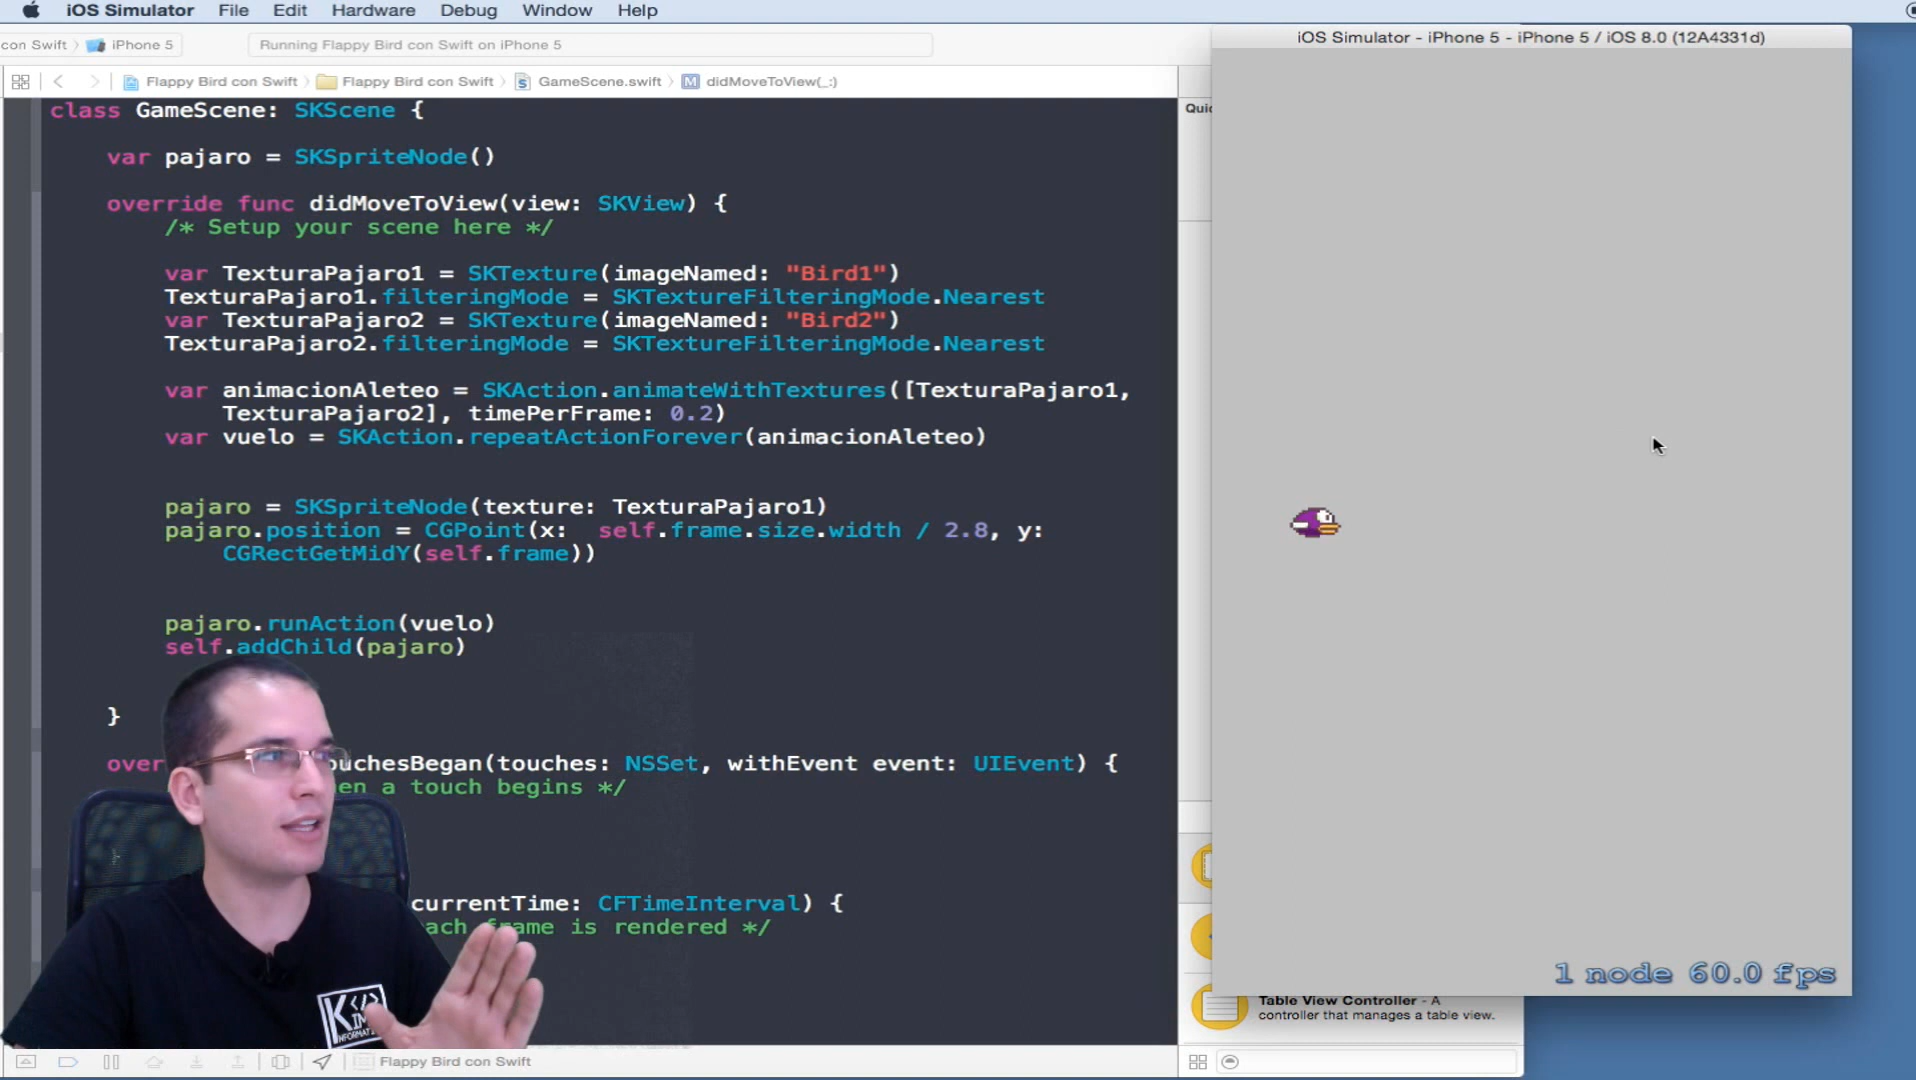 iOS Simulator File Edit Hardware Debug Window Help
con Swift iPhone 5 Running Flappy Bird con Swift on iPhone 5
Flappy Bird con Swift Flappy Bird con Swift GameScene.swift M didMoveToView(_:)
class GameScene: SKScene {
var pajaro = SKSpriteNode()
override func didMoveToView(view: SKView) {
/* Setup your scene here */
var TexturaPajaro1 = SKTexture(imageNamed: "Bird1")
TexturaPajaro1.filteringMode = SKTextureFilteringMode.Nearest
var TexturaPajaro2 = SKTexture(imageNamed: "Bird2")
TexturaPajaro2.filteringMode = SKTextureFilteringMode.Nearest
var animacionAleteo = SKAction.animateWithTextures([TexturaPajaro1,
TexturaPajaro2], timePerFrame: 0.2)
var vuelo = SKAction.repeatActionForever(animacionAleteo)
pajaro = SKSpriteNode(texture: TexturaPajaro1)
pajaro.position = CGPoint(x: self.frame.size.width / 2.8, y:
CGRectGetMidY(self.frame))
pajaro.runAction(vuelo)
self.addChild(pajaro)
}
over uchesBegan(touches: NSSet, withEvent event: UIEvent) {
en a touch begins */
currentTime: CFTimeInterval) {
ach frame is rendered */
Flappy Bird con Swift
Quic
iOS Simulator - iPhone 5 - iPhone 5 / iOS 8.0 (12A4331d)
1 node 60.0 fps
Table View Controller - A
controller that manages a table view.